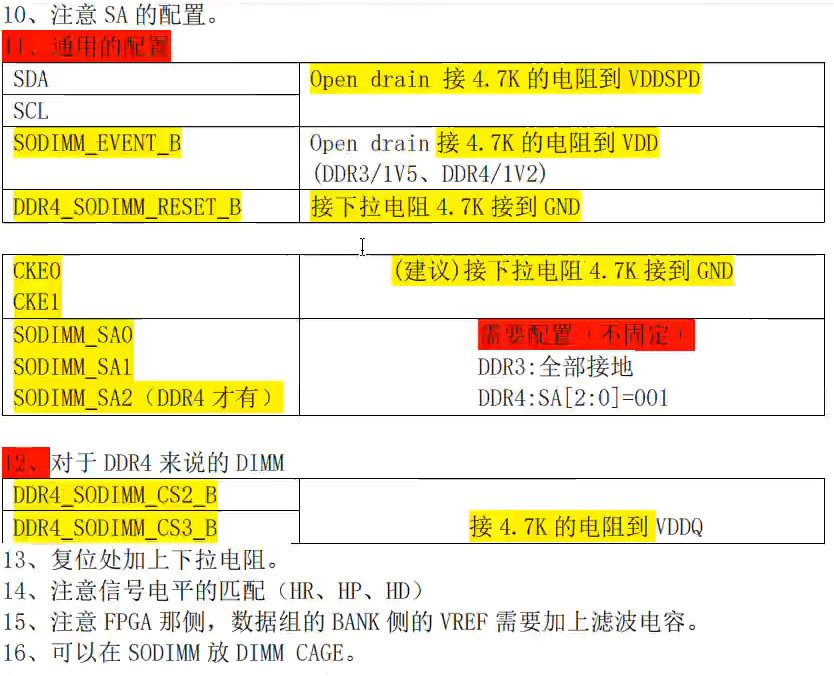 10、注意 SA 的配置。
11、通用的配置
SDA
Open drain 接 4.7K 的电阻到 VDDSPD
SCL
SODIMM_EVENT_B
Open drain 接 4.7K 的电阻到 VDD
(DDR3/1V5、DDR4/1V2)
DDR4_SODIMM_RESET_B
接下拉电阻 4.7K 接到 GND
CKE0
(建议)接下拉电阻 4.7K 接到 GND
CKE1
SODIMM_SA0
需要配置（不固定）
SODIMM_SA1
DDR3:全部接地
SODIMM_SA2（DDR4 才有）
DDR4:SA[2:0]=001
12、对于 DDR4 来说的 DIMM
DDR4_SODIMM_CS2_B
DDR4_SODIMM_CS3_B
接 4.7K 的电阻到 VDDQ
13、复位处加上下拉电阻。
14、注意信号电平的匹配（HR、HP、HD）
15、注意 FPGA 那侧，数据组的 BANK 侧的 VREF 需要加上滤波电容。
16、可以在 SODIMM 放 DIMM CAGE。